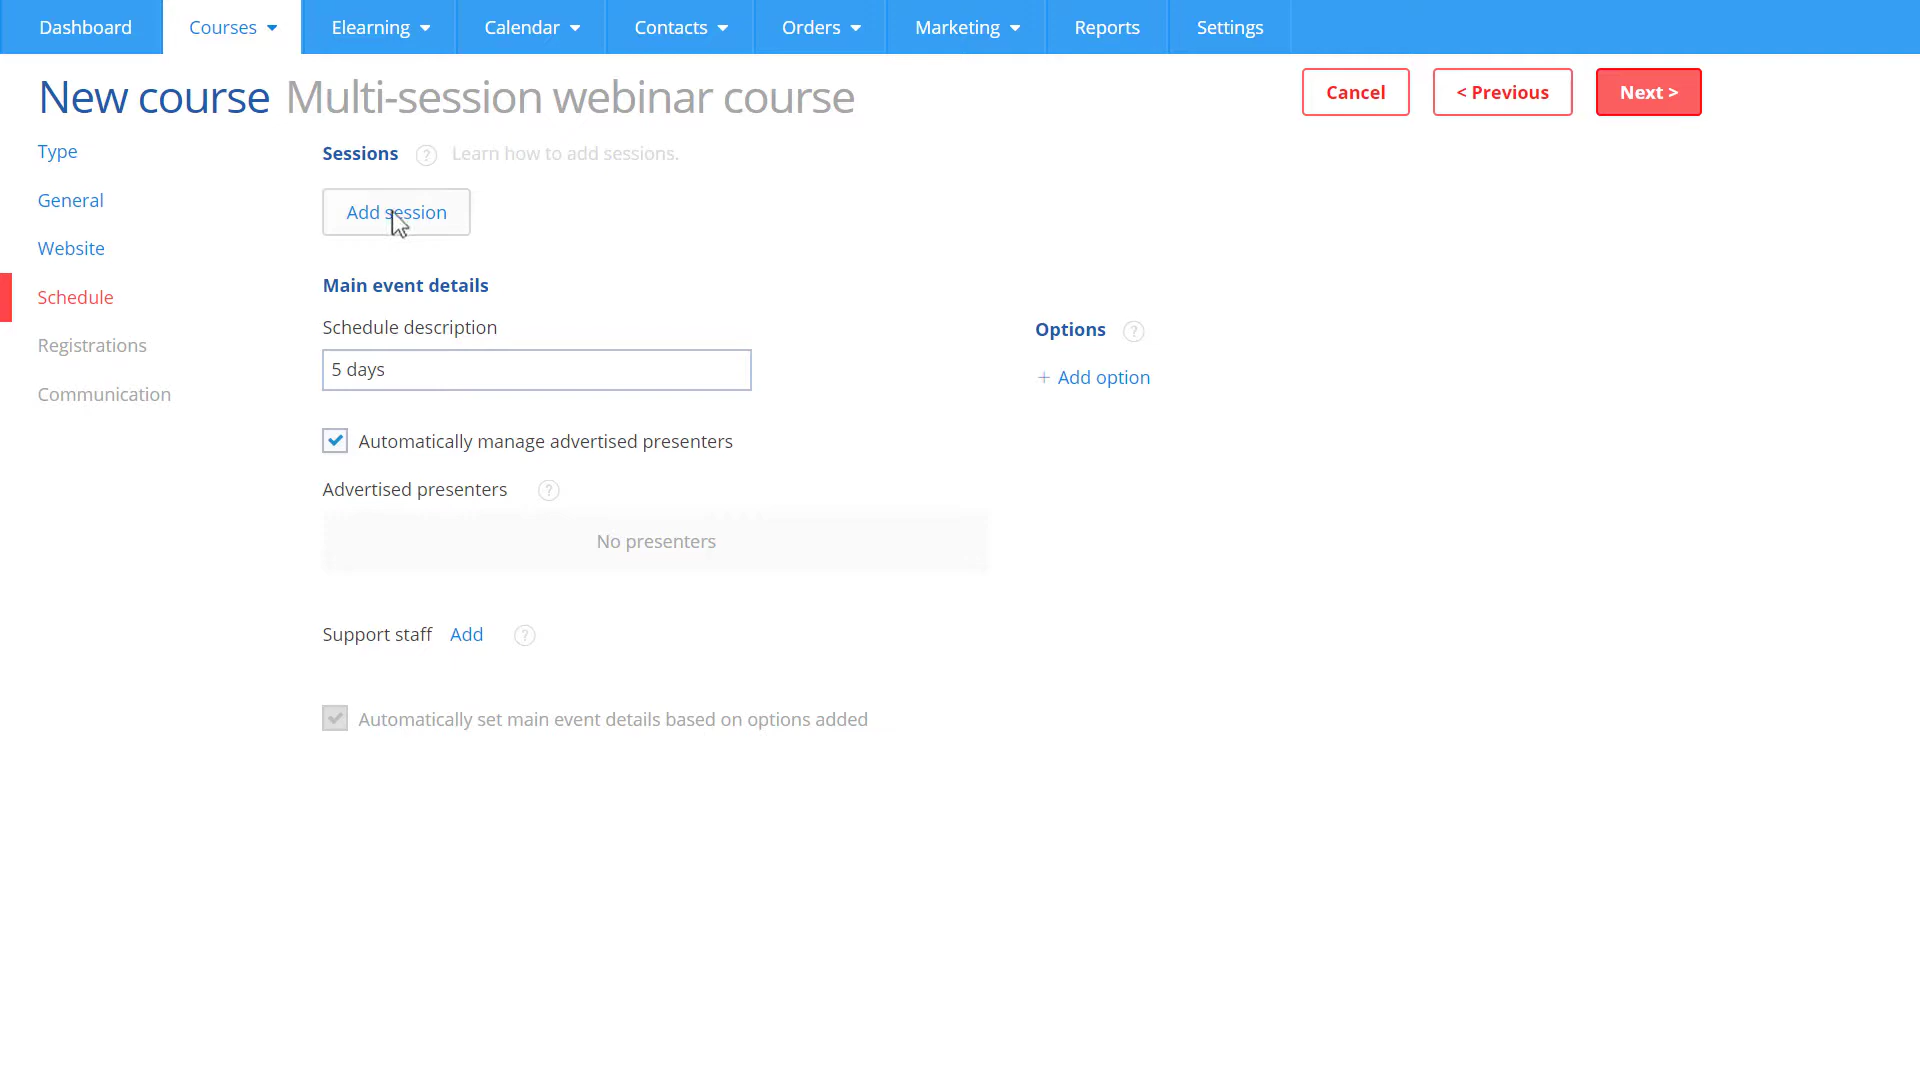 Dashboard Courses Elearning Calendar Contacts Orders Marketing Reports Settings
New course Multi-session webinar course
Cancel < Previous Next >
Type
General
Website
Schedule
Registrations
Communication
Sessions ? Learn how to add sessions.
Add session
Main event details
Schedule description
5 days
Automatically manage advertised presenters
Advertised presenters ?
No presenters
Support staff Add ?
Automatically set main event details based on options added
Options ?
+ Add option